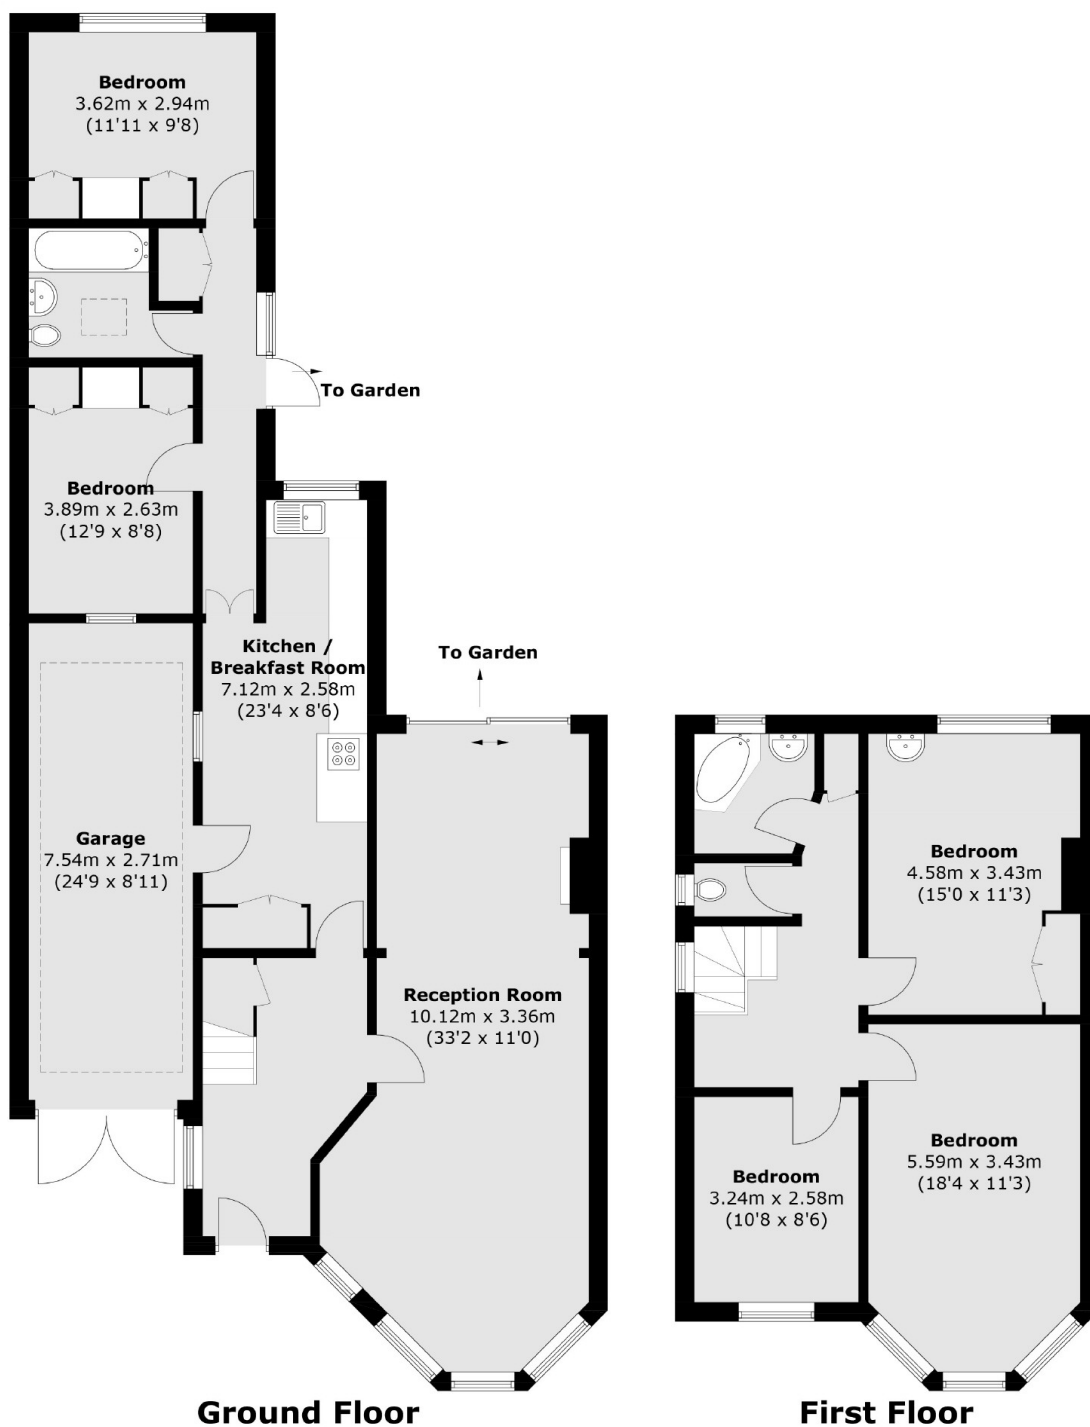 Bedroom
3.62m x 2.94m
(11'11 x 9'8)
To Garden
Bedroom
3.89m x 2.63m
(12'9 x 8'8)
Kitchen /
Breakfast Room
7.12m x 2.58m
(23'4 x 8'6)
To Garden
Garage
7.54m x 2.71m
(24'9 x 8'11)
Reception Room
10.12m x 3.36m
(33'2 x 11'0)
Ground Floor
Bedroom
4.58m x 3.43m
(15'0 x 11'3)
Bedroom
5.59m x 3.43m
(18'4 x 11'3)
Bedroom
3.24m x 2.58m
(10'8 x 8'6)
First Floor